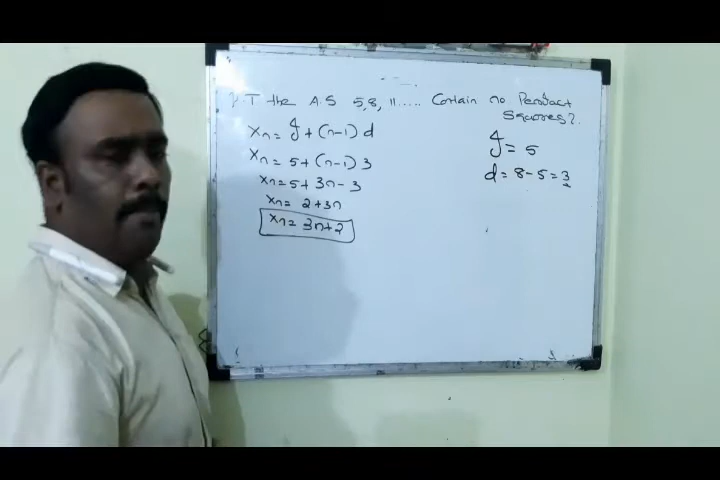 P.T the A.S 5,8, 11..... Contain no Perfect
Squares?.
xn = f + (n-1) d
xn = 5 + (n-1) 3
xn = 5 + 3n - 3
xn = 2 + 3n
xn = 3n+2
f = 5
d = 8 - 5 = 3